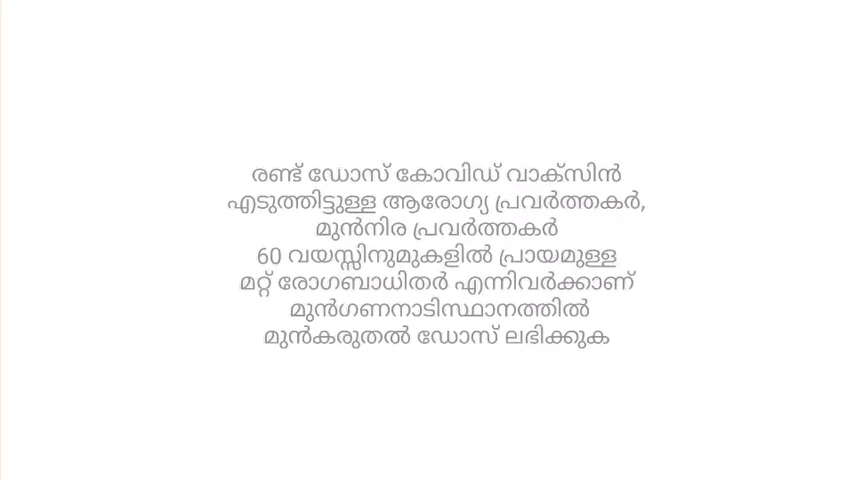 രണ്ട് ഡോസ് കോവിഡ് വാക്സിൻ
എടുത്തിട്ടുള്ള ആരോഗ്യ പ്രവർത്തകർ,
മുൻനിര പ്രവർത്തകർ
60 വയസ്സിനുമുകളിൽ പ്രായമുള്ള
മറ്റ് രോഗബാധിതർ എന്നിവർക്കാണ്
മുൻഗണനാടിസ്ഥാനത്തിൽ
മുൻകരുതൽ ഡോസ് ലഭിക്കുക